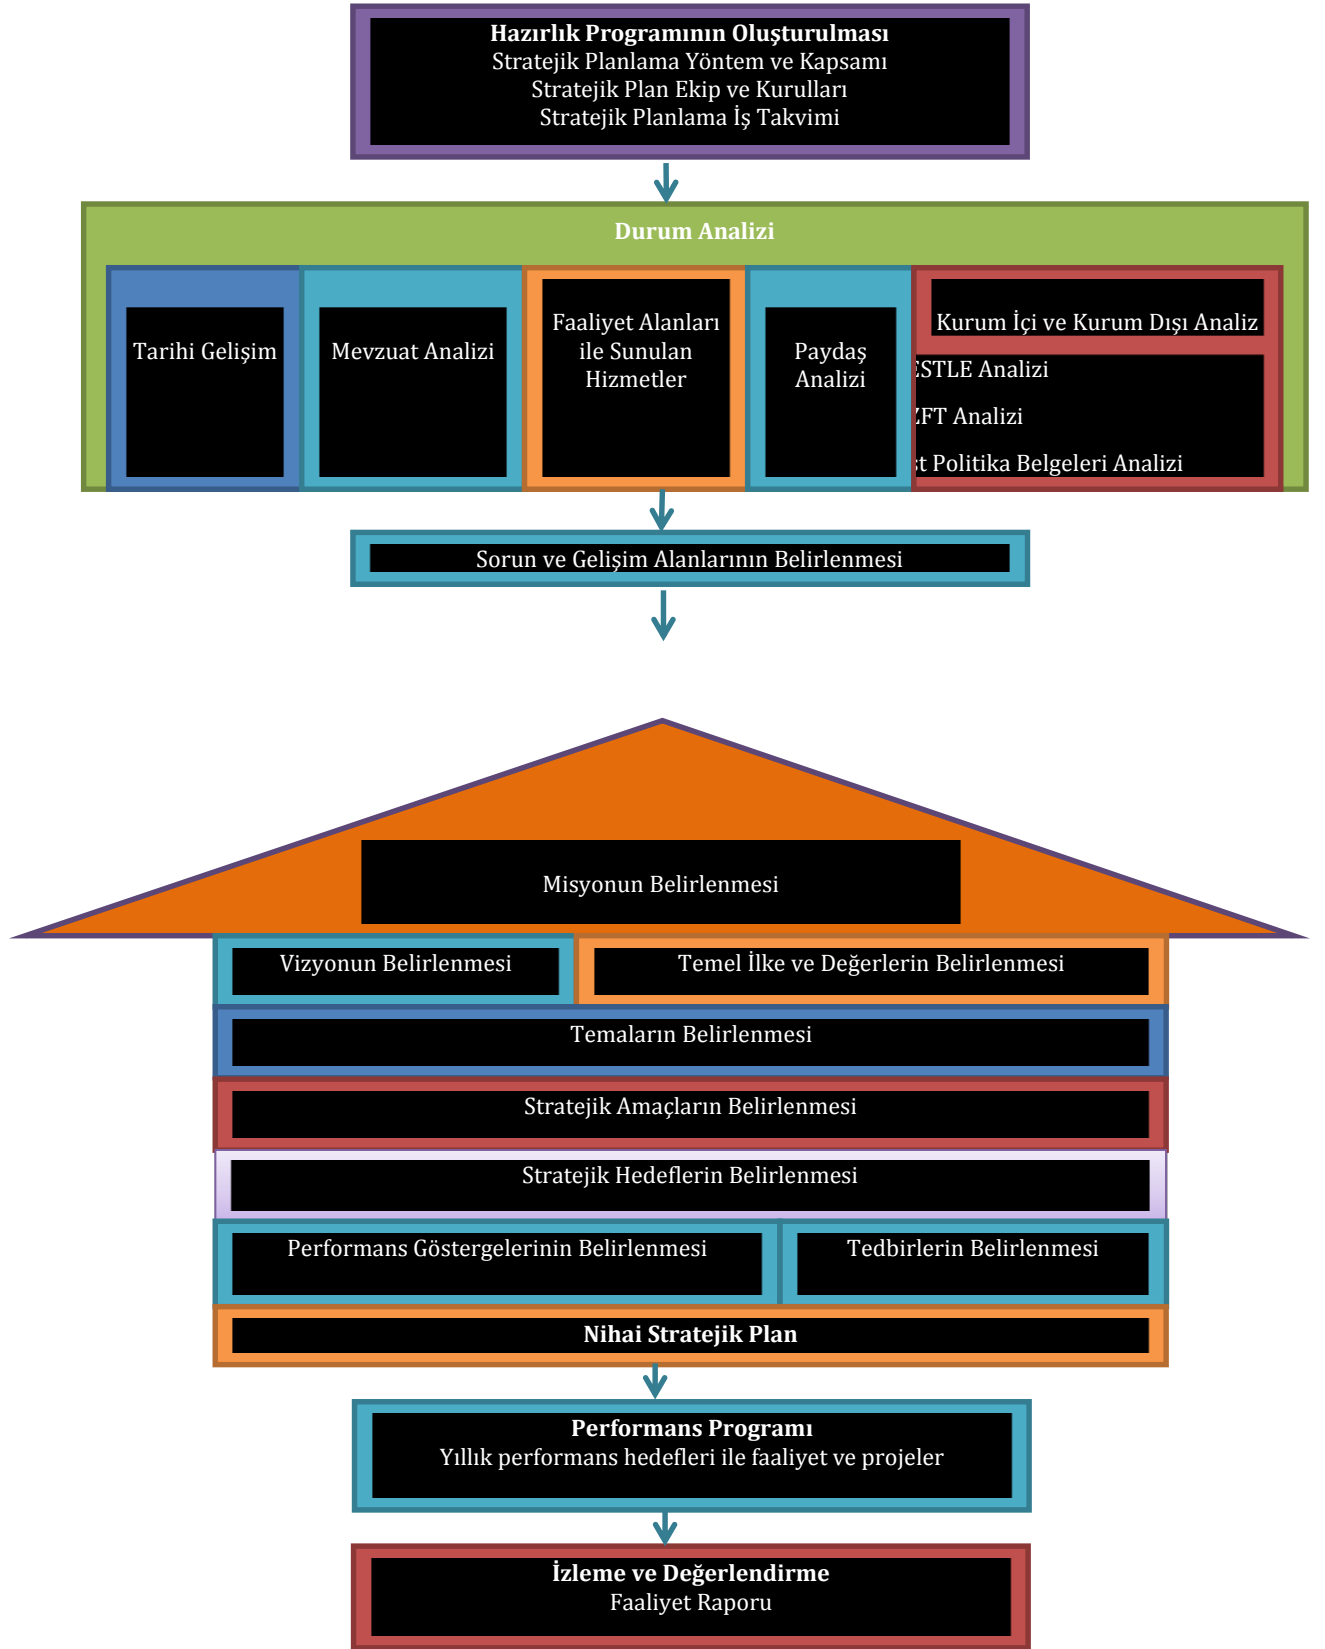 Hazırlık Programının Oluşturulması
Stratejik Planlama Yöntem ve Kapsamı
Stratejik Plan Ekip ve Kurulları
Stratejik Planlama İş Takvimi
Durum Analizi
Tarihi Gelişim
Mevzuat Analizi
Faaliyet Alanları
ile Sunulan
Hizmetler
Paydaş
Analizi
Kurum İçi ve Kurum Dışı Analiz
ESTLE Analizi
ZFT Analizi
st Politika Belgeleri Analizi
Sorun ve Gelişim Alanlarının Belirlenmesi
Misyonun Belirlenmesi
Vizyonun Belirlenmesi
Temel İlke ve Değerlerin Belirlenmesi
Temaların Belirlenmesi
Stratejik Amaçların Belirlenmesi
Stratejik Hedeflerin Belirlenmesi
Performans Göstergelerinin Belirlenmesi
Tedbirlerin Belirlenmesi
Nihai Stratejik Plan
Performans Programı
Yıllık performans hedefleri ile faaliyet ve projeler
İzleme ve Değerlendirme
Faaliyet Raporu